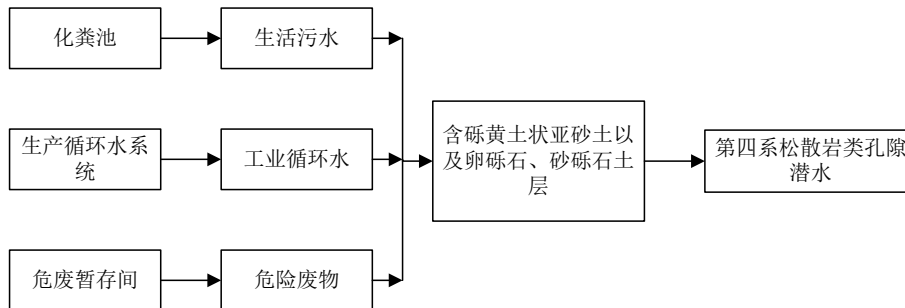 化粪池
生活污水
生产循环水系
统
工业循环水
含砾黄土状亚砂土以
及卵砾石、砂砾石土
层
第四系松散岩类孔隙
潜水
危废暂存间
危险废物